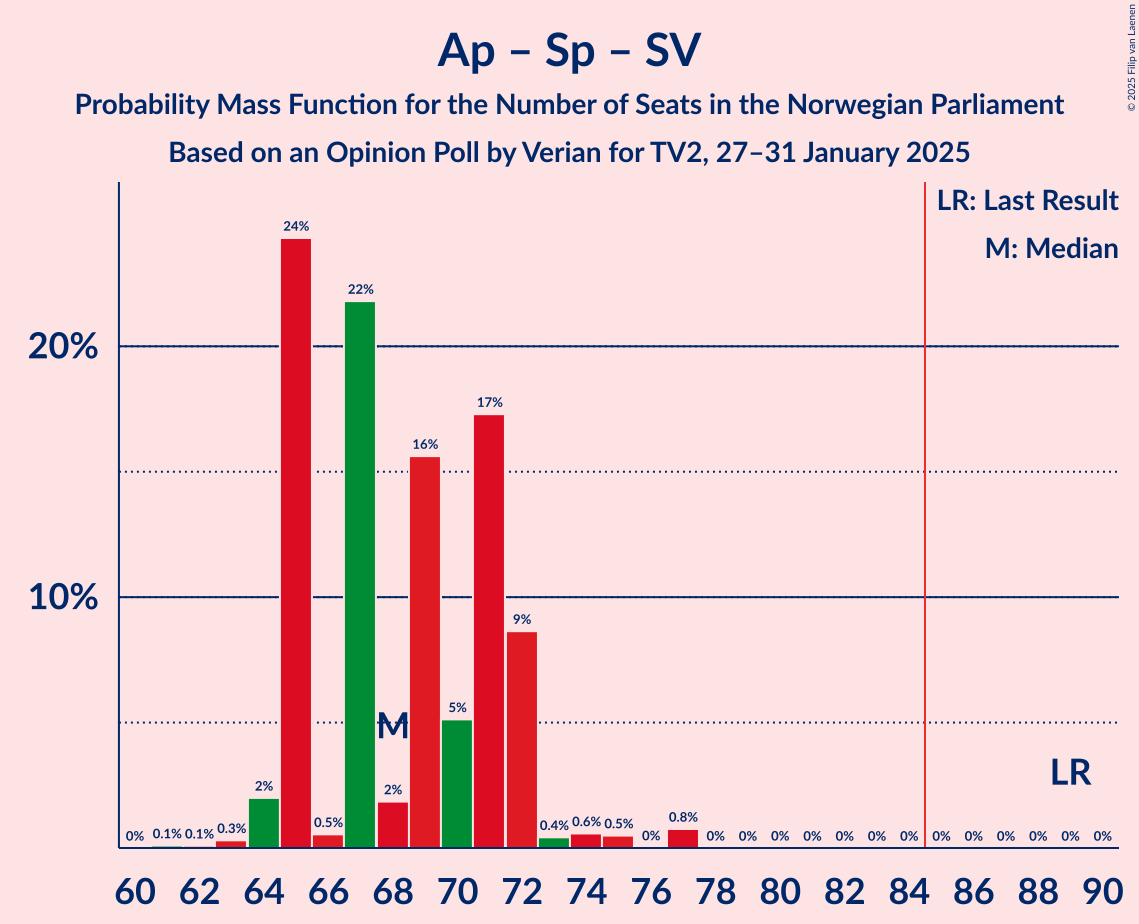 Ap – Sp – SV
Probability Mass Function for the Number of Seats in the Norwegian Parliament
Based on an Opinion Poll by Verian for TV2, 27–31 January 2025
© 2025 Filip van Laenen
LR: Last Result
M: Median
20%
10%
0% 0.1% 0.1% 0.3% 2% 24% 0.5% 22% 2% 16% 5% 17% 9% 0.4% 0.6% 0.5% 0% 0.8% 0% 0% 0% 0% 0% 0% 0% 0% 0% 0% 0% 0% 0%
M
LR
60 62 64 66 68 70 72 74 76 78 80 82 84 86 88 90